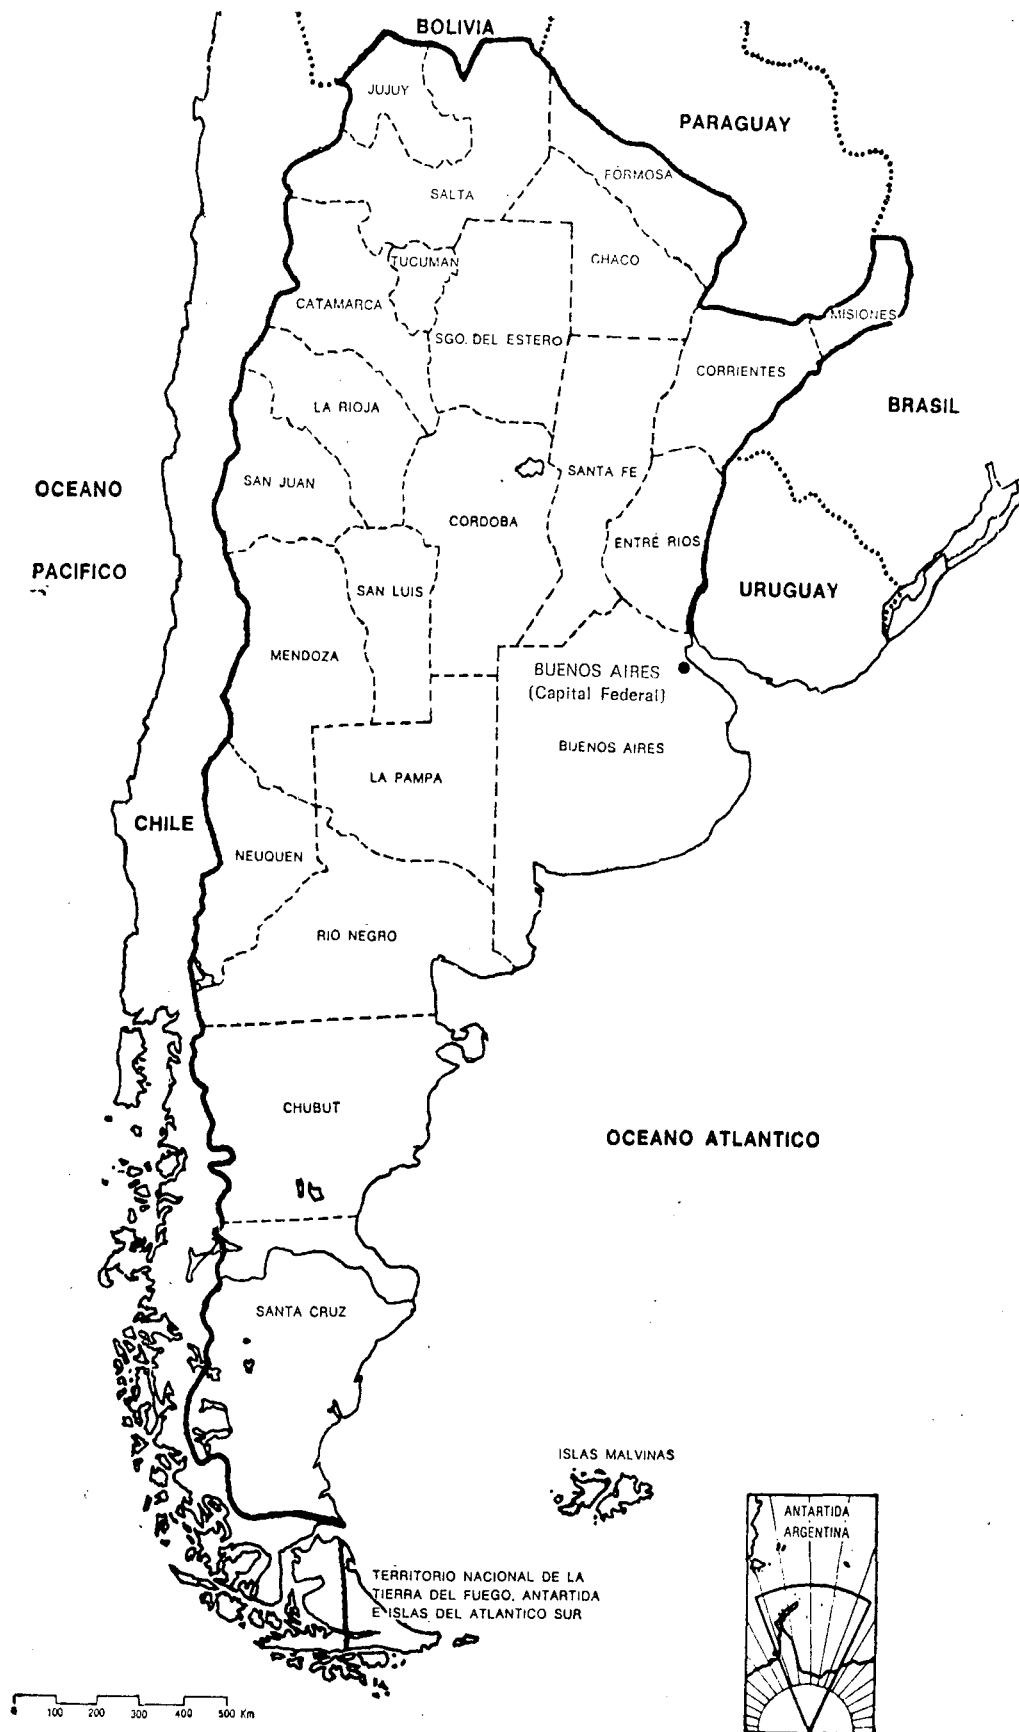 BOLIVIA
JUJUY
PARAGUAY
FORMOSA
SALTA
CHACO
TUCUMAN
CATAMARCA
MISIONES
SGO. DEL ESTERO
CORRIENTES
BRASIL
LA RIOJA
SAN JUAN
SANTA FE
OCEANO
PACIFICO
CORDOBA
ENTRE RIOS
SAN LUIS
URUGUAY
MENDOZA
BUENOS AIRES
(Capital Federal)
BUENOS AIRES
LA PAMPA
CHILE
NEUQUEN
RIO NEGRO
CHUBUT
OCEANO ATLANTICO
SANTA CRUZ
ISLAS MALVINAS
ANTARTIDA
ARGENTINA
TERRITORIO NACIONAL DE LA
TIERRA DEL FUEGO, ANTARTIDA
E ISLAS DEL ATLANTICO SUR
100 200 300 400 500 Km